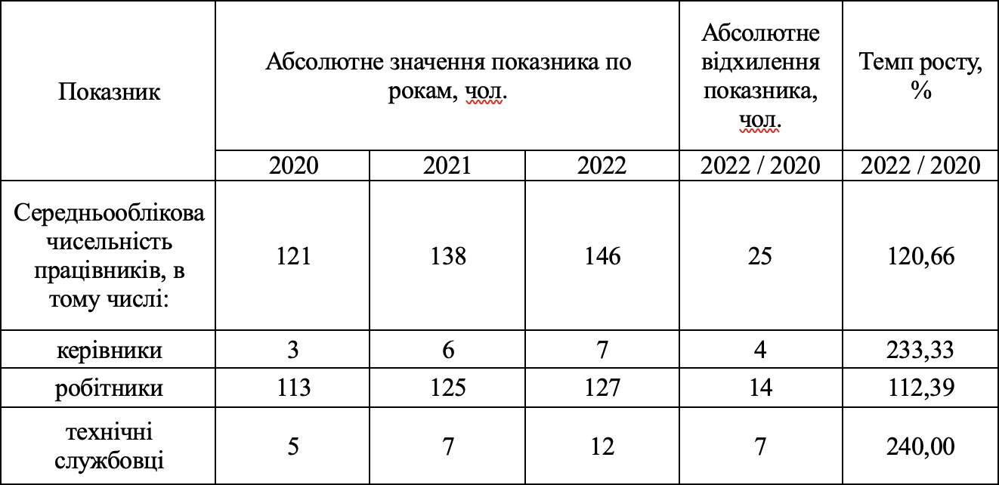 Показник
Абсолютне значення показника по
рокам, чол.
Абсолютне
відхилення
показника,
чол.
Темп росту,
%
2020
2021
2022
2022 / 2020
2022 / 2020
Середньооблікова
чисельність
працівників, в
тому числі:
121
138
146
25
120,66
керівники
3
6
7
4
233,33
робітники
113
125
127
14
112,39
технічні
службовці
5
7
12
7
240,00